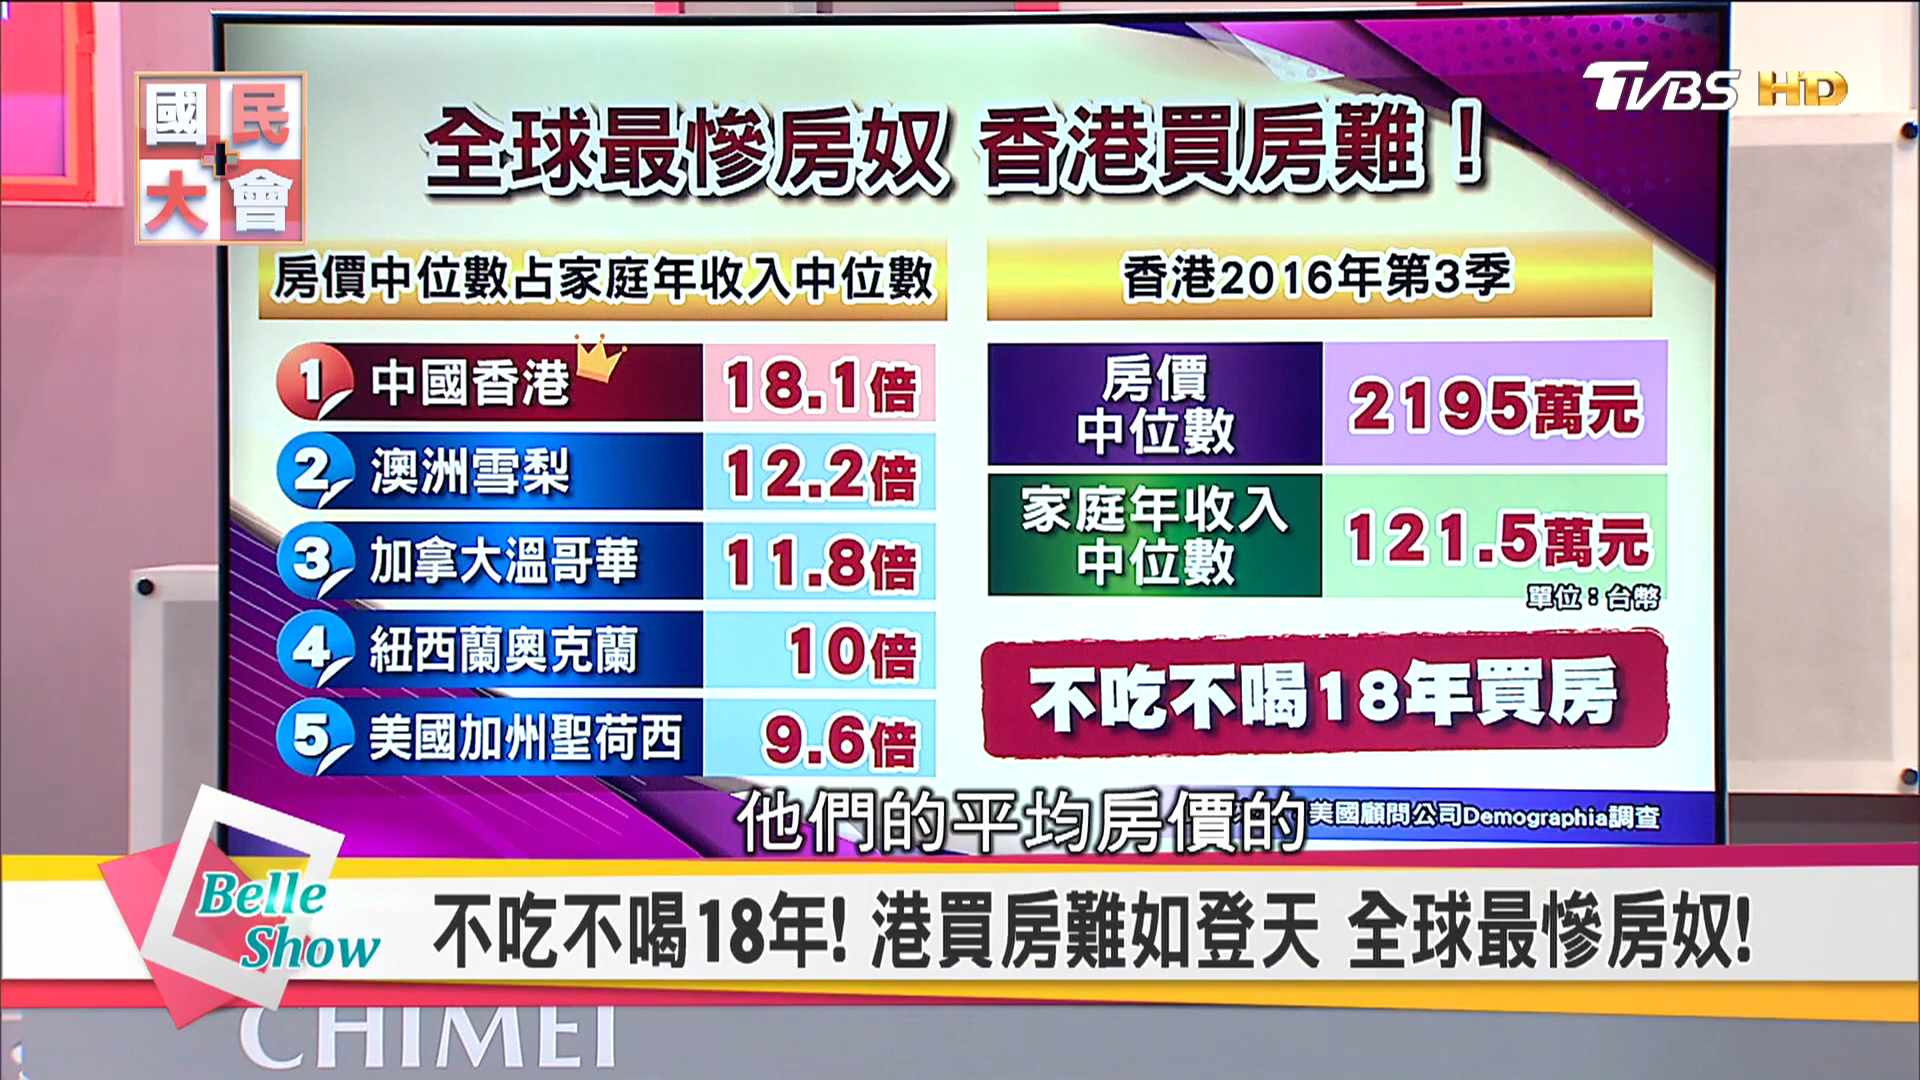 TVBS HD
國民
大會
全球最慘房奴 香港買房難！
房價中位數占家庭年收入中位數
1 中國香港 18.1倍
2 澳洲雪梨 12.2倍
3 加拿大溫哥華 11.8倍
4 紐西蘭奧克蘭 10倍
5 美國加州聖荷西 9.6倍
香港2016年第3季
房價
中位數
2195萬元
家庭年收入
中位數
121.5萬元
單位：台幣
不吃不喝18年買房
美國顧問公司Demographia調查
他們的平均房價的
Belle
Show
不吃不喝18年! 港買房難如登天 全球最慘房奴!
CHIMEI